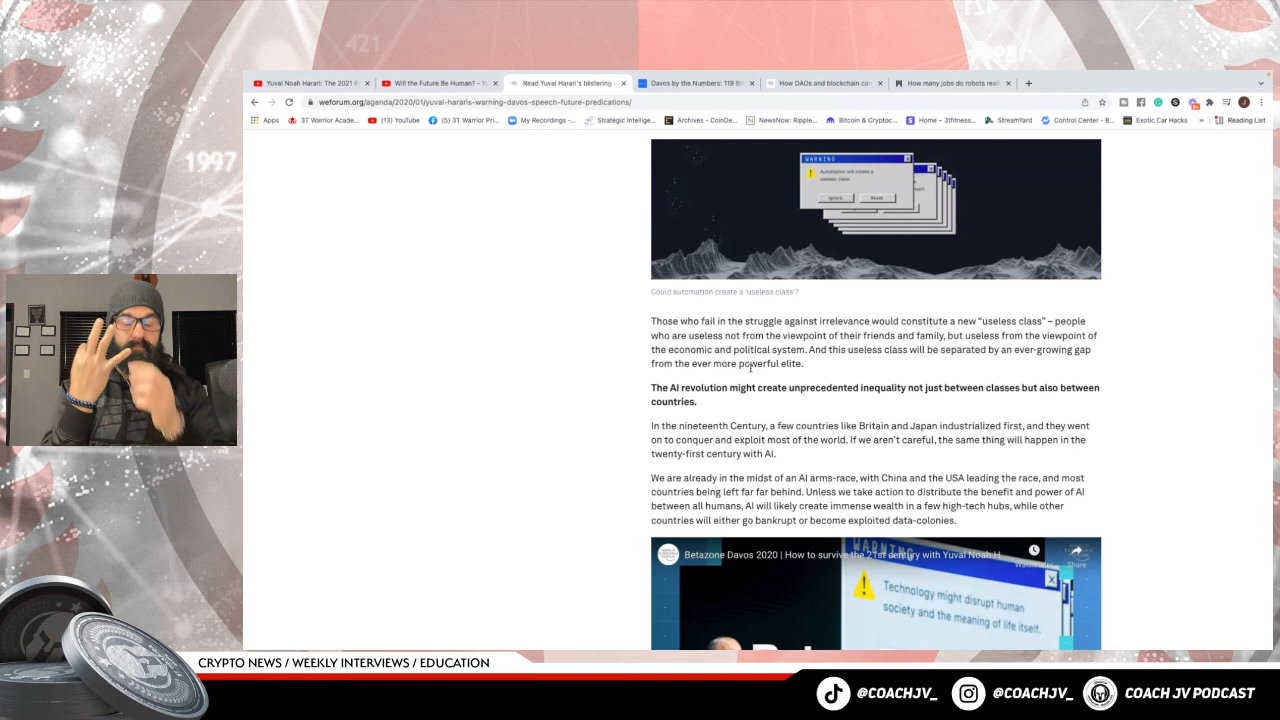 421
1997
Yuval Noah Harari: The 2021
Will the Future Be Human? -
Read Yuval Harari's blistering
Davos by the Numbers: 119
How DAOs and blockchain
How many jobs do robots
weforum.org/agenda/2020/01/yuval-hararis-warning-davos-speech-future-predications/
Apps
3T Warrior Acade...
(13) YouTube
(5) 3T Warrior Pri...
My Recordings -...
Strategic Intellige...
Archives - CoinDe...
NewsNow: Ripple...
Bitcoin & Cryptoc...
Home – 3tfitness...
StreamYard
Control Center - B...
Exotic Car Hacks
»
Reading List
WARNING
Automation will create a
useless class.
Ignore
Reset
Could automation create a 'useless class'?
Those who fail in the struggle against irrelevance would constitute a new “useless class” – people
who are useless not from the viewpoint of their friends and family, but useless from the viewpoint of
the economic and political system. And this useless class will be separated by an ever-growing gap
from the ever more powerful elite.
The AI revolution might create unprecedented inequality not just between classes but also between
countries.
In the nineteenth Century, a few countries like Britain and Japan industrialized first, and they went
on to conquer and exploit most of the world. If we aren't careful, the same thing will happen in the
twenty-first century with AI.
We are already in the midst of an AI arms-race, with China and the USA leading the race, and most
countries being left far far behind. Unless we take action to distribute the benefit and power of AI
between all humans, AI will likely create immense wealth in a few high-tech hubs, while other
countries will either go bankrupt or become exploited data-colonies.
Betazone Davos 2020 | How to survive the 21st century with Yuval Noah H
Share
WARNING
Technology might disrupt human
society and the meaning of life itself.
CRYPTO NEWS / WEEKLY INTERVIEWS / EDUCATION
@COACHJV_
@COACHJV_
COACH JV PODCAST